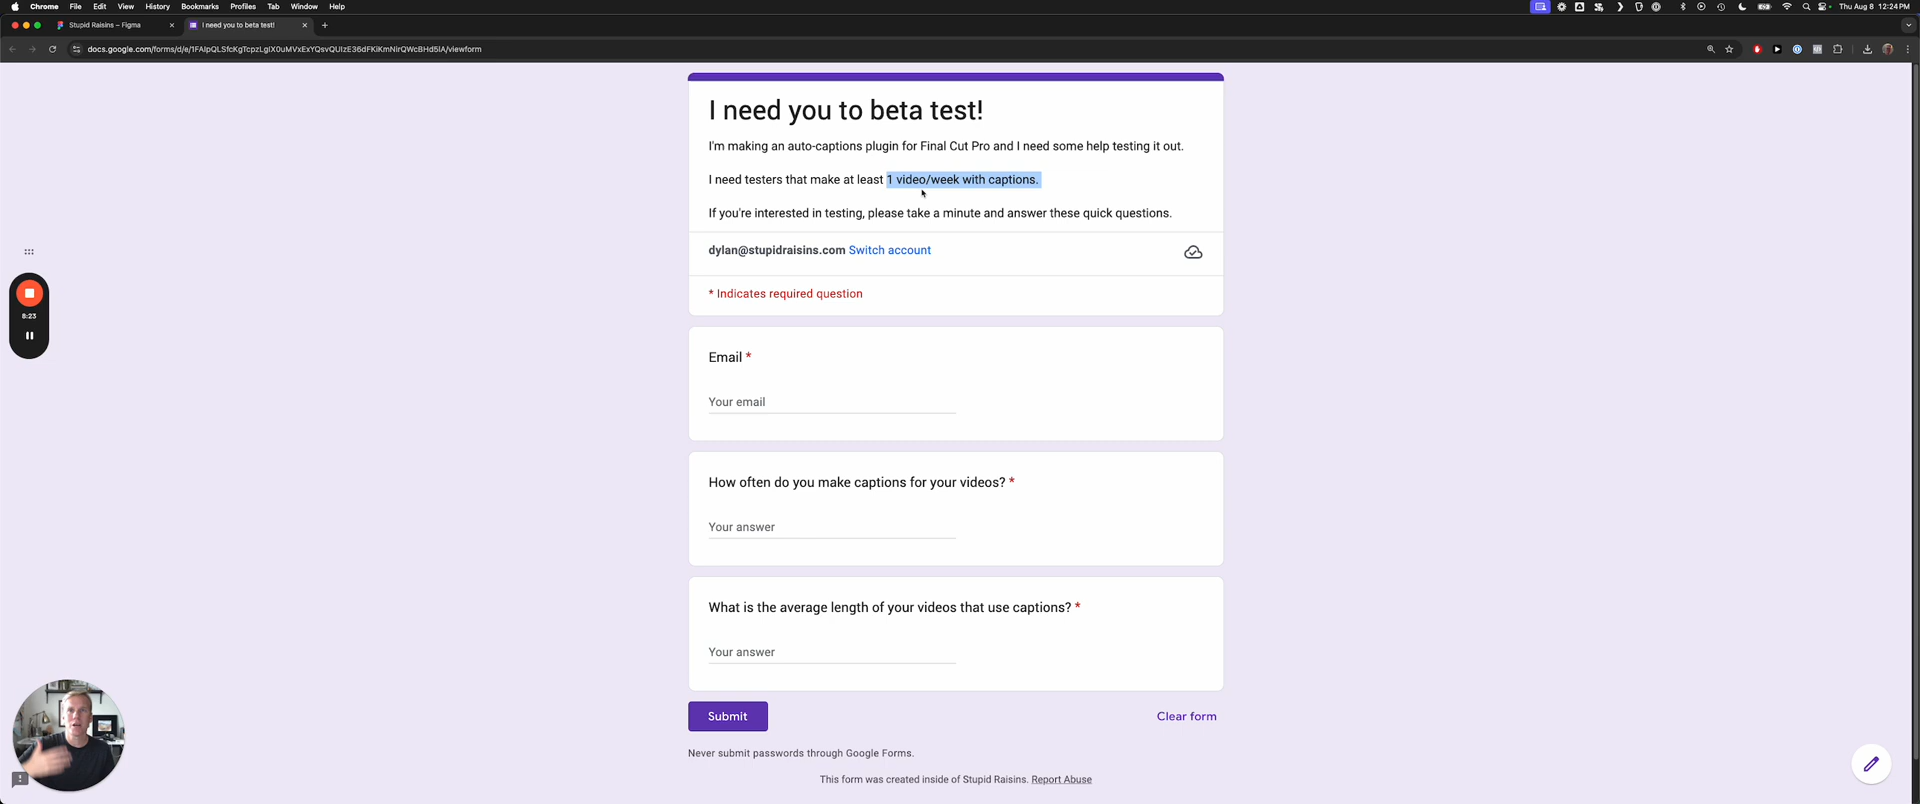 Chrome File Edit View History Bookmarks Profiles Tab Window Help
Thu Aug 8 12:24 PM
Stupid Raisins – Figma
I need you to beta test!
I need you to beta test!
I'm making an auto-captions plugin for Final Cut Pro and I need some help testing it out.
I need testers that make at least 1 video/week with captions.
If you're interested in testing, please take a minute and answer these quick questions.
dylan@stupidraisins.com Switch account
* Indicates required question
8:23
Email *
Your email
How often do you make captions for your videos? *
Your answer
What is the average length of your videos that use captions? *
Your answer
Submit
Clear form
Never submit passwords through Google Forms.
This form was created inside of Stupid Raisins. Report Abuse